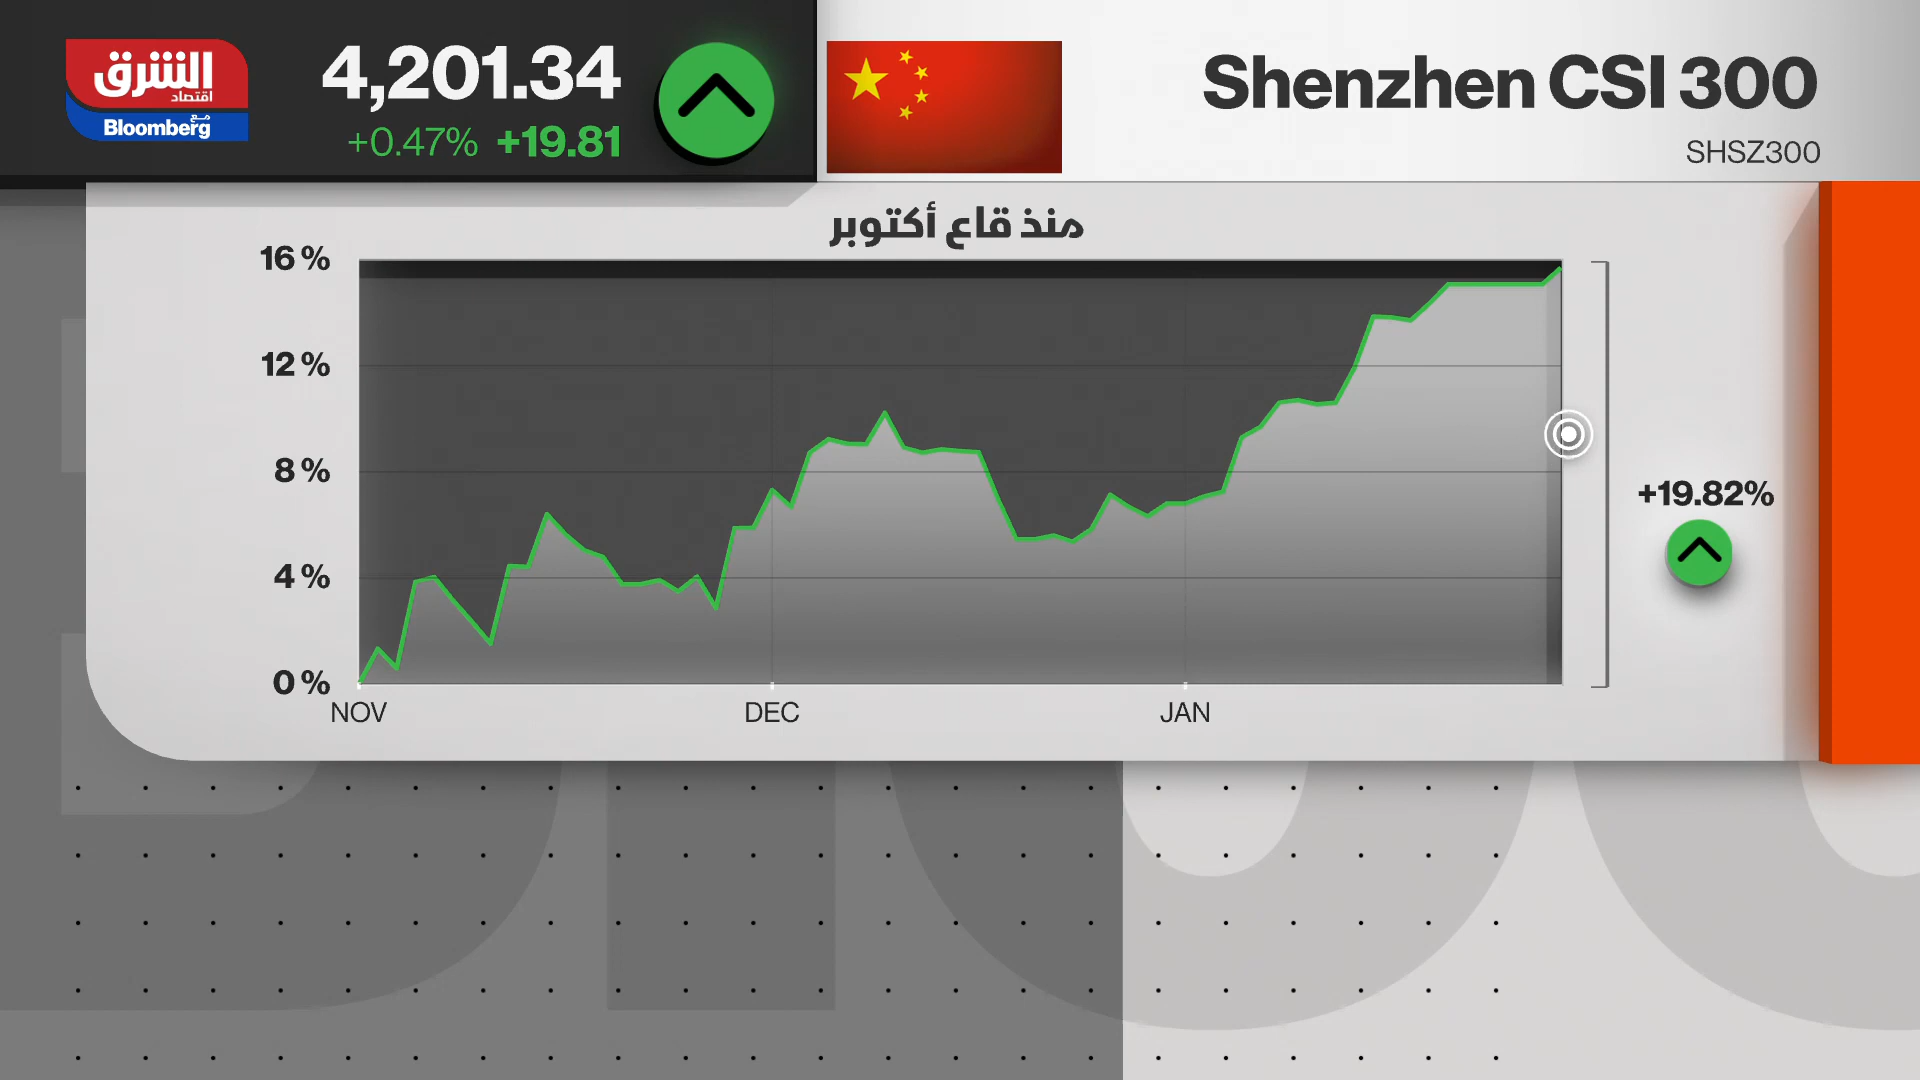 الشرق
اقتصاد
مع
Bloomberg
4,201.34
+0.47% +19.81
Shenzhen CSI 300
SHSZ300
منذ قاع أكتوبر
16 %
12 %
8 %
4 %
0 %
NOV
DEC
JAN
+19.82%